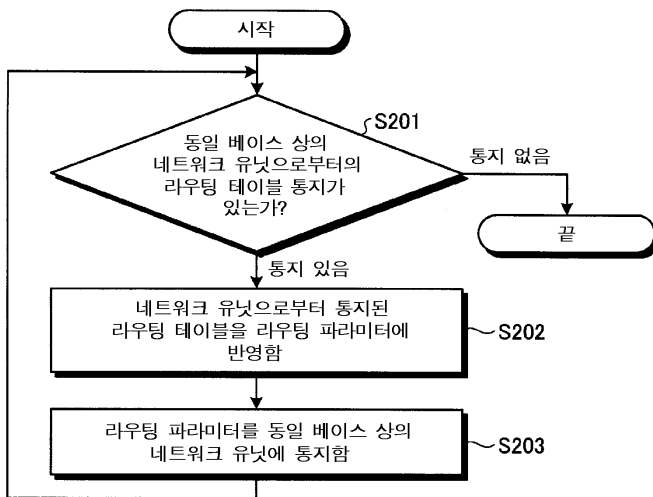 시작
S201
동일 베이스 상의
네트워크 유닛으로부터의
라우팅 테이블 통지가
있는가?
통지 없음
끝
통지 있음
네트워크 유닛으로부터 통지된
라우팅 테이블을 라우팅 파라미터에
반영함
S202
라우팅 파라미터를 동일 베이스 상의
네트워크 유닛에 통지함
S203